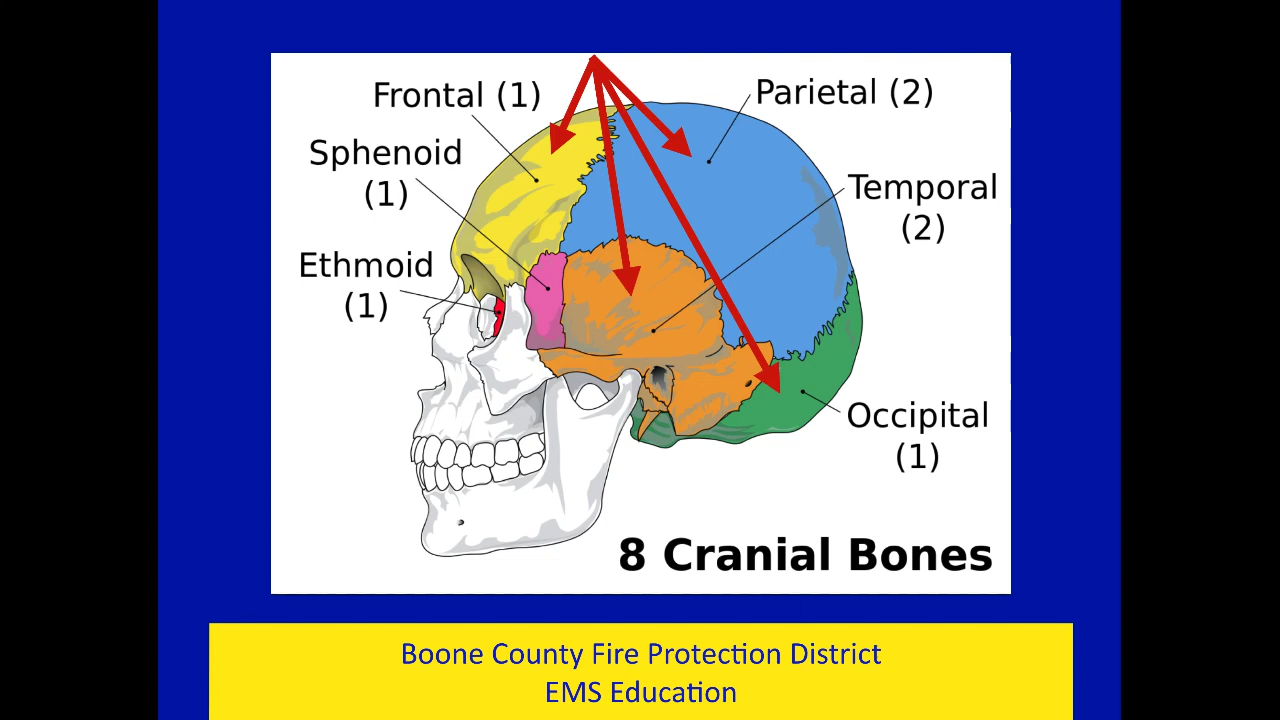 Frontal (1)
Parietal (2)
Sphenoid
(1)
Temporal
(2)
Ethmoid
(1)
Occipital
(1)
8 Cranial Bones
Boone County Fire Protection District
EMS Education